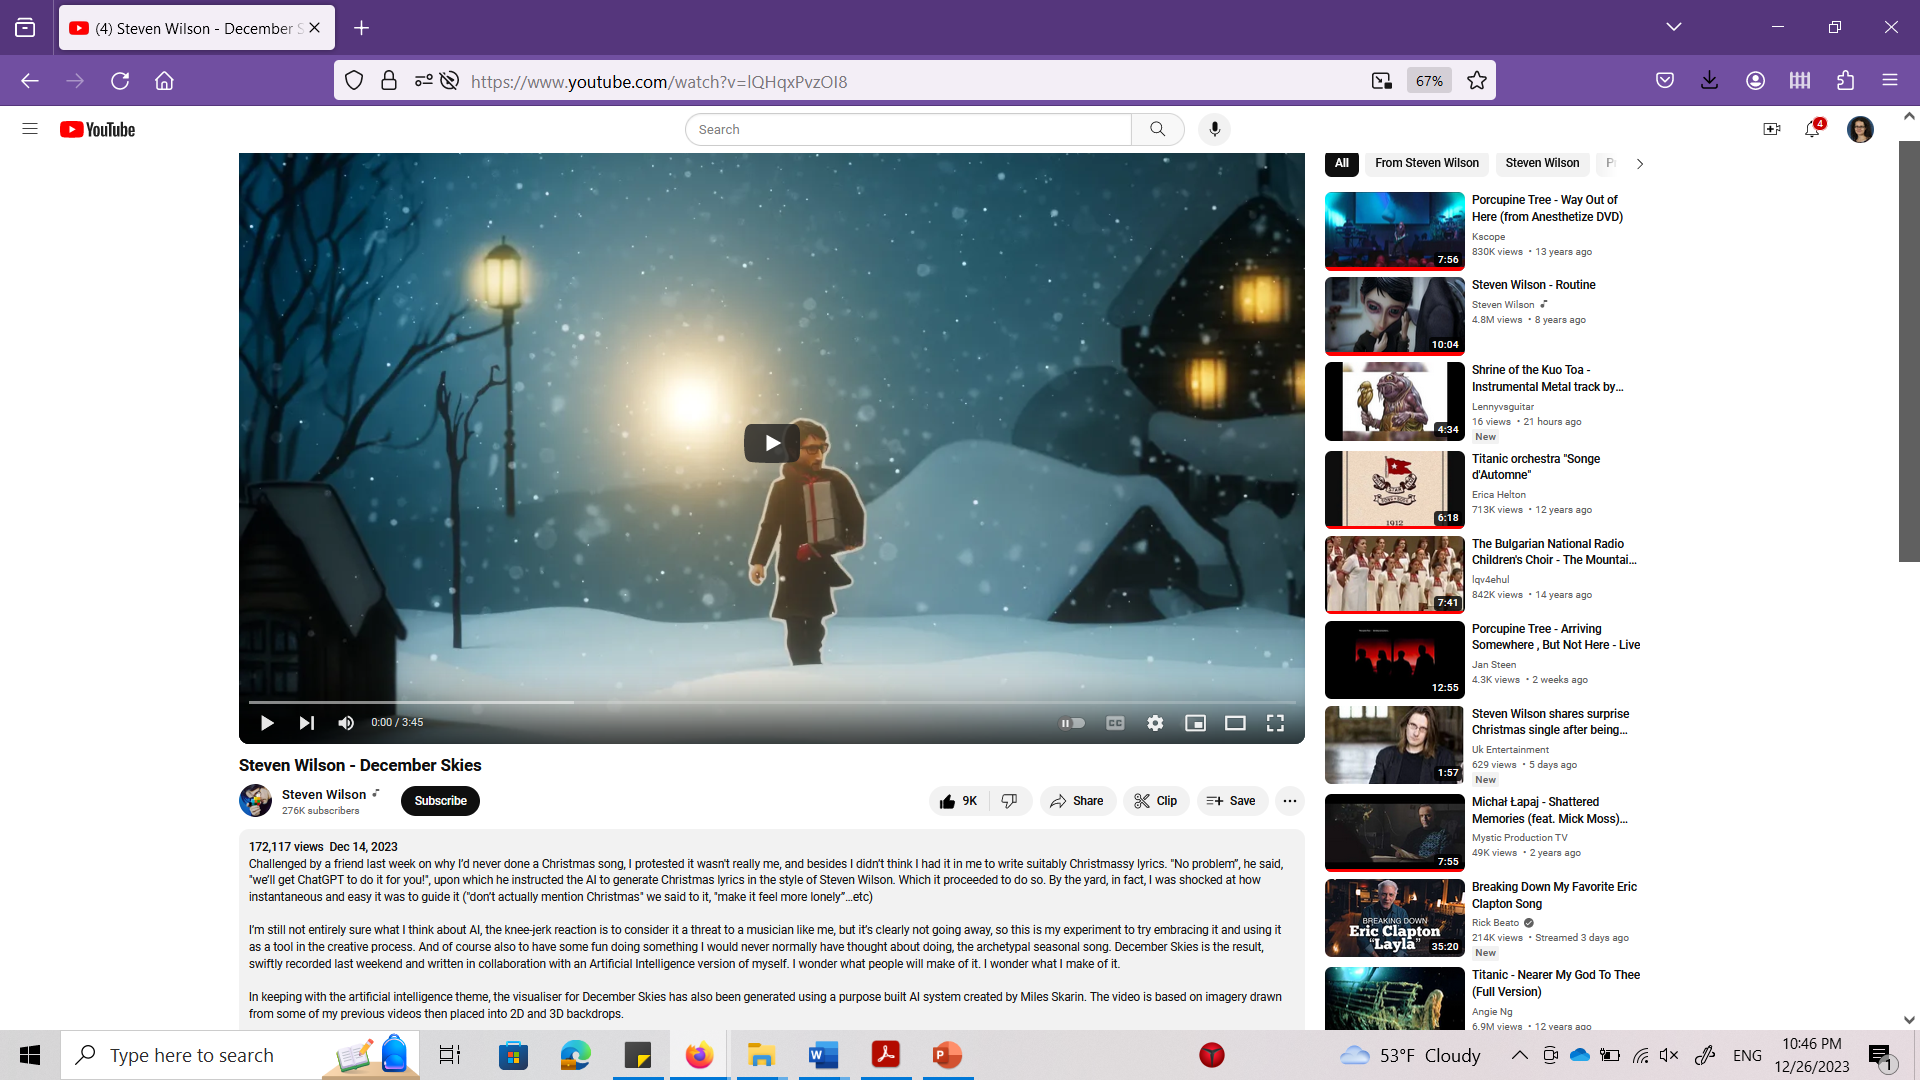 (4) Steven Wilson - December S
https://www.youtube.com/watch?v=lQHqxPvzOI8
67%
YouTube
Search
4
All
From Steven Wilson
Steven Wilson
Porcupine Tree - Way Out of
Here (from Anesthetize DVD)
Kscope
830K views • 13 years ago
7:56
Steven Wilson - Routine
Steven Wilson
4.8M views • 8 years ago
10:04
Shrine of the Kuo Toa -
Instrumental Metal track by...
Lennyvsguitar
16 views • 21 hours ago
New
4:34
Titanic orchestra "Songe
d'Automne"
Erica Helton
713K views • 12 years ago
1912
6:18
The Bulgarian National Radio
Children's Choir - The Mountai...
lqv4ehul
842K views • 14 years ago
7:41
Porcupine Tree - Arriving
Somewhere , But Not Here - Live
Jan Steen
4.3K views • 2 weeks ago
12:55
Steven Wilson shares surprise
Christmas single after being...
Uk Entertainment
629 views • 5 days ago
New
1:57
Michał Łapaj - Shattered
Memories (feat. Mick Moss)...
Mystic Production TV
49K views • 2 years ago
7:55
Breaking Down My Favorite Eric
Clapton Song
Rick Beato
214K views • Streamed 3 days ago
New
BREAKING DOWN
Eric Clapton
"Layla"
35:20
Titanic - Nearer My God To Thee
(Full Version)
Angie Ng
6.9M views • 12 years ago
0:00 / 3:45
CC
Steven Wilson - December Skies
Steven Wilson
276K subscribers
Subscribe
9K
Share
Clip
Save
172,117 views Dec 14, 2023
Challenged by a friend last week on why I'd never done a Christmas song, I protested it wasn't really me, and besides I didn't think I had it in me to write suitably Christmassy lyrics. "No problem", he said,
"we'll get ChatGPT to do it for you!", upon which he instructed the AI to generate Christmas lyrics in the style of Steven Wilson. Which it proceeded to do so. By the yard, in fact, I was shocked at how
instantaneous and easy it was to guide it ("don't actually mention Christmas" we said to it, "make it feel more lonely"...etc)
I'm still not entirely sure what I think about AI, the knee-jerk reaction is to consider it a threat to a musician like me, but it's clearly not going away, so this is my experiment to try embracing it and using it
as a tool in the creative process. And of course also to have some fun doing something I would never normally have thought about doing, the archetypal seasonal song. December Skies is the result,
swiftly recorded last weekend and written in collaboration with an Artificial Intelligence version of myself. I wonder what people will make of it. I wonder what I make of it.
In keeping with the artificial intelligence theme, the visualiser for December Skies has also been generated using a purpose built AI system created by Miles Skarin. The video is based on imagery drawn
from some of my previous videos then placed into 2D and 3D backdrops.
Type here to search
53°F Cloudy
ENG
10:46 PM
12/26/2023
1